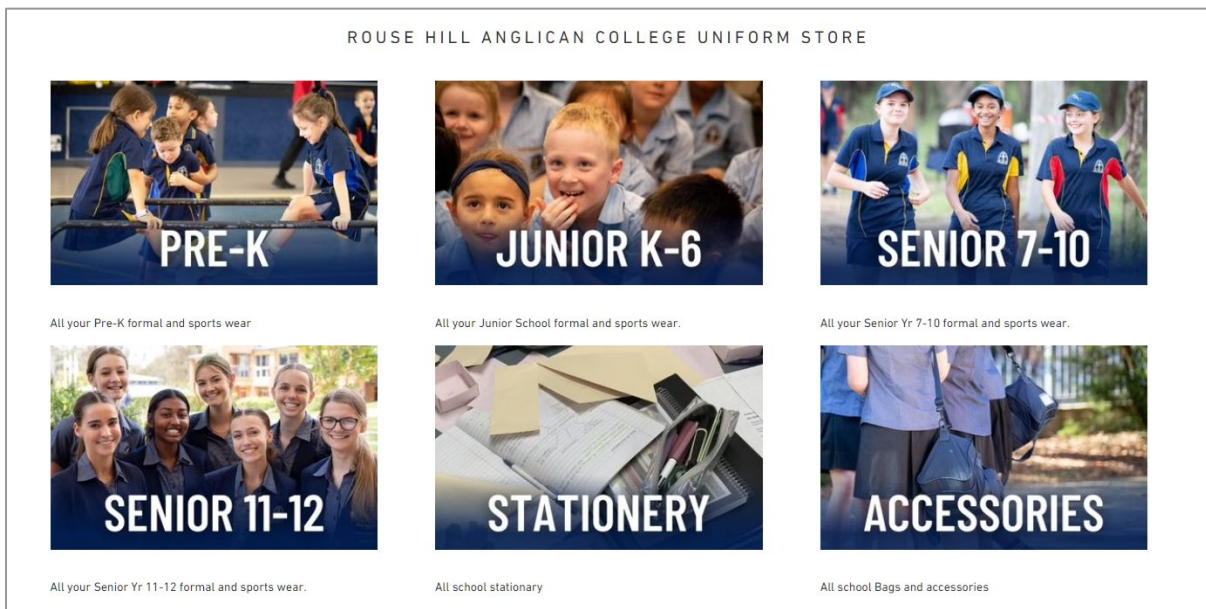 ROUSE HILL ANGLICAN COLLEGE UNIFORM STORE
PRE-K
JUNIOR K-6
SENIOR 7-10
All your Pre-K formal and sports wear
All your Junior School formal and sports wear.
All your Senior Yr 7-10 formal and sports wear.
SENIOR 11-12
STATIONERY
ACCESSORIES
All your Senior Yr 11-12 formal and sports wear.
All school stationary
All school Bags and accessories